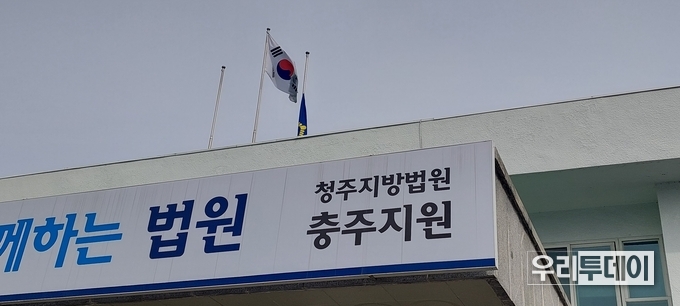 께하는 법원
청주지방법원
충주지원
우리투데이